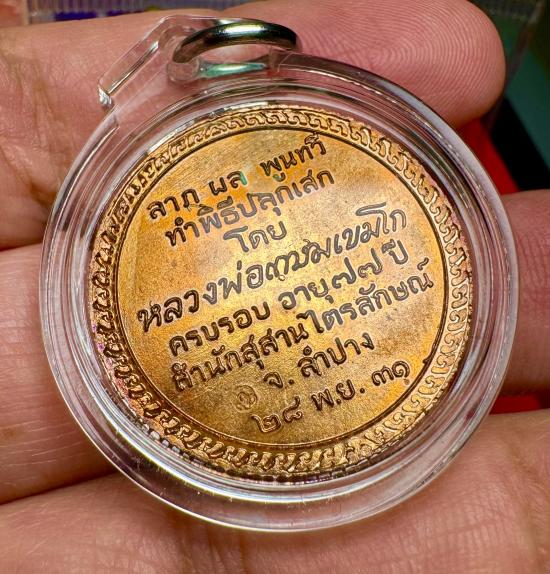 ลาภ ผล พูนทวี
ทำพิธีปลุกเสก
โดย
หลวงพ่อเกษมเขมโก
ครบรอบ อายุ๗๗ปี
สำนักสุสานไตรลักษณ์
จ. ลำปาง
๒๘ พ.ย. ๓๑